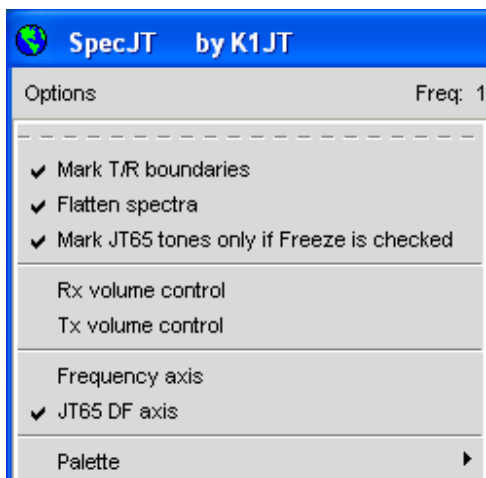 SpecJT by K1JT
Options Freq: 1
Mark T/R boundaries
Flatten spectra
Mark JT65 tones only if Freeze is checked
Rx volume control
Tx volume control
Frequency axis
JT65 DF axis
Palette